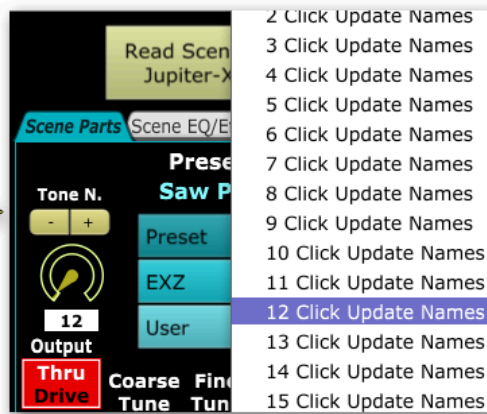 Read Scen
Jupiter-X
Scene Parts
Scene EQ/E
Prese
Saw P
Tone N.
-
+
Preset
EXZ
User
12
Output
Thru
Drive
Coarse
Tune
Fine
Tun
2 Click Update Names
3 Click Update Names
4 Click Update Names
5 Click Update Names
6 Click Update Names
7 Click Update Names
8 Click Update Names
9 Click Update Names
10 Click Update Names
11 Click Update Names
12 Click Update Names
13 Click Update Names
14 Click Update Names
15 Click Update Names